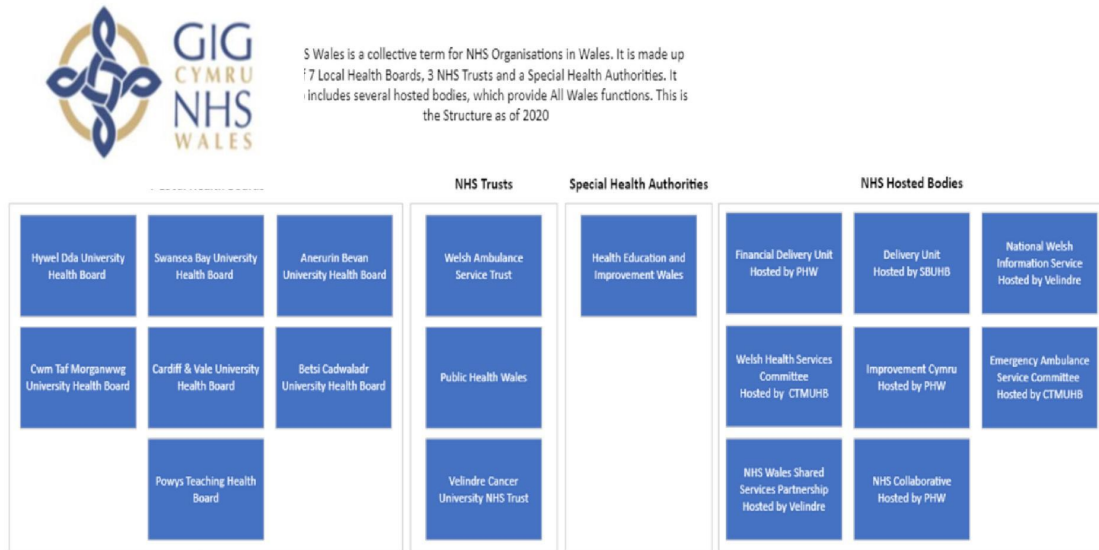 GIG
CYMRU
NHS
WALES
S Wales is a collective term for NHS Organisations in Wales. It is made up
7 Local Health Boards, 3 NHS Trusts and a Special Health Authorities. It
includes several hosted bodies, which provide All Wales functions. This is
the Structure as of 2020
NHS Trusts
Special Health Authorities
NHS Hosted Bodies
Hywel Dda University
Health Board
Swansea Bay University
Health Board
Anerurin Bevan
University Health Board
Cwm Taf Morganwwg
University Health Board
Cardiff & Vale University
Health Board
Betsi Cadwaladr
University Health Board
Powys Teaching Health
Board
Welsh Ambulance
Service Trust
Public Health Wales
Velindre Cancer
University NHS Trust
Health Education and
Improvement Wales
Financial Delivery Unit
Hosted by PHW
Delivery Unit
Hosted by SBUHB
National Welsh
Information Service
Hosted by Velindre
Welsh Health Services
Committee
Hosted by CTMUHB
Improvement Cymru
Hosted by PHW
Emergency Ambulance
Service Committee
Hosted by CTMUHB
NHS Wales Shared
Services Partnership
Hosted by Velindre
NHS Collaborative
Hosted by PHW